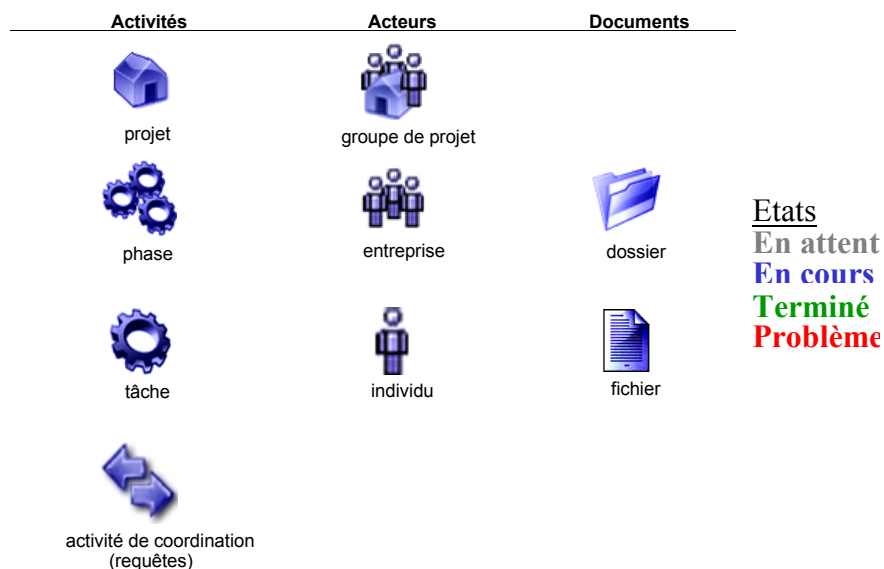 Activités Acteurs Documents
projet groupe de projet
phase entreprise dossier
tâche individu fichier
activité de coordination
(requêtes)
Etats
En attent
En cours
Terminé
Problème